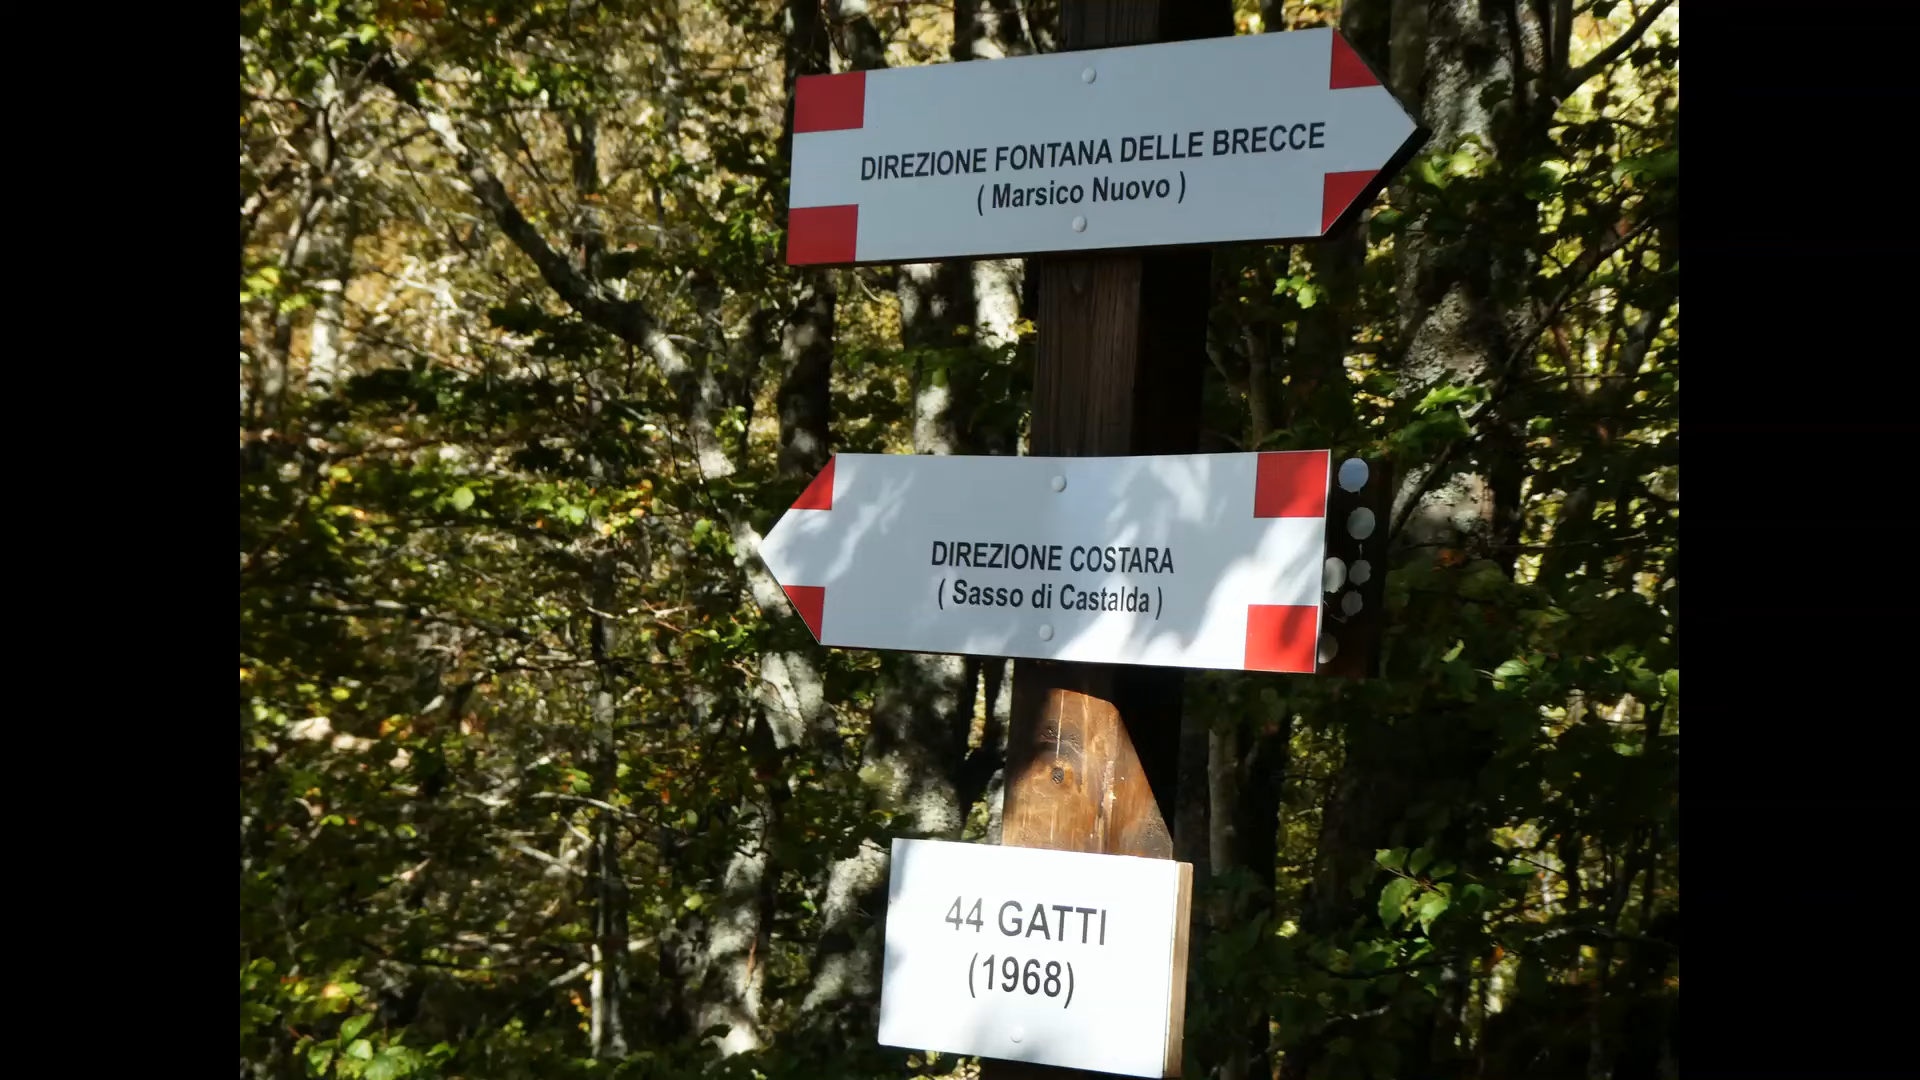 DIREZIONE FONTANA DELLE BRECCE
( Marsico Nuovo )
DIREZIONE COSTARA
( Sasso di Castalda )
44 GATTI
(1968)